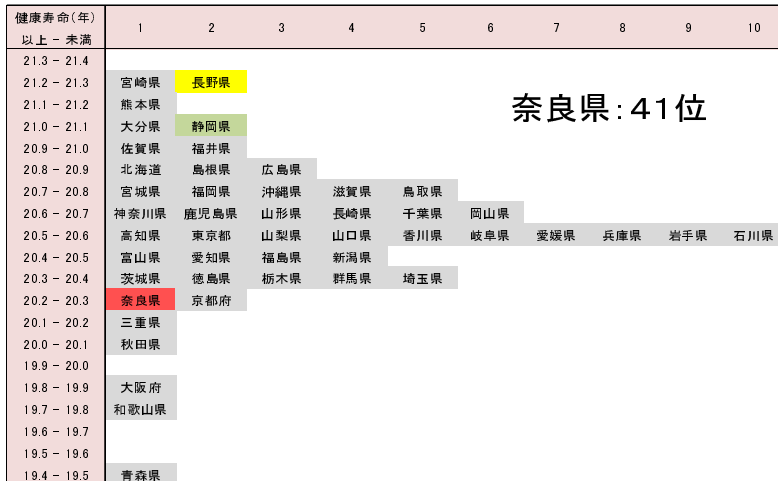 健康寿命(年)
以上 - 未満 1 2 3 4 5 6 7 8 9 10
21.3 - 21.4
21.2 - 21.3 宮崎県 長野県
21.1 - 21.2 熊本県
奈良県:41位
21.0 - 21.1 大分県 静岡県
20.9 - 21.0 佐賀県 福井県
20.8 - 20.9 北海道 島根県 広島県
20.7 - 20.8 宮城県 福岡県 沖縄県 滋賀県 鳥取県
20.6 - 20.7 神奈川県 鹿児島県 山形県 長崎県 千葉県 岡山県
20.5 - 20.6 高知県 東京都 山梨県 山口県 香川県 岐阜県 愛媛県 兵庫県 岩手県 石川県
20.4 - 20.5 富山県 愛知県 福島県 新潟県
20.3 - 20.4 茨城県 徳島県 栃木県 群馬県 埼玉県
20.2 - 20.3 奈良県 京都府
20.1 - 20.2 三重県
20.0 - 20.1 秋田県
19.9 - 20.0
19.8 - 19.9 大阪府
19.7 - 19.8 和歌山県
19.6 - 19.7
19.5 - 19.6
19.4 - 19.5 青森県